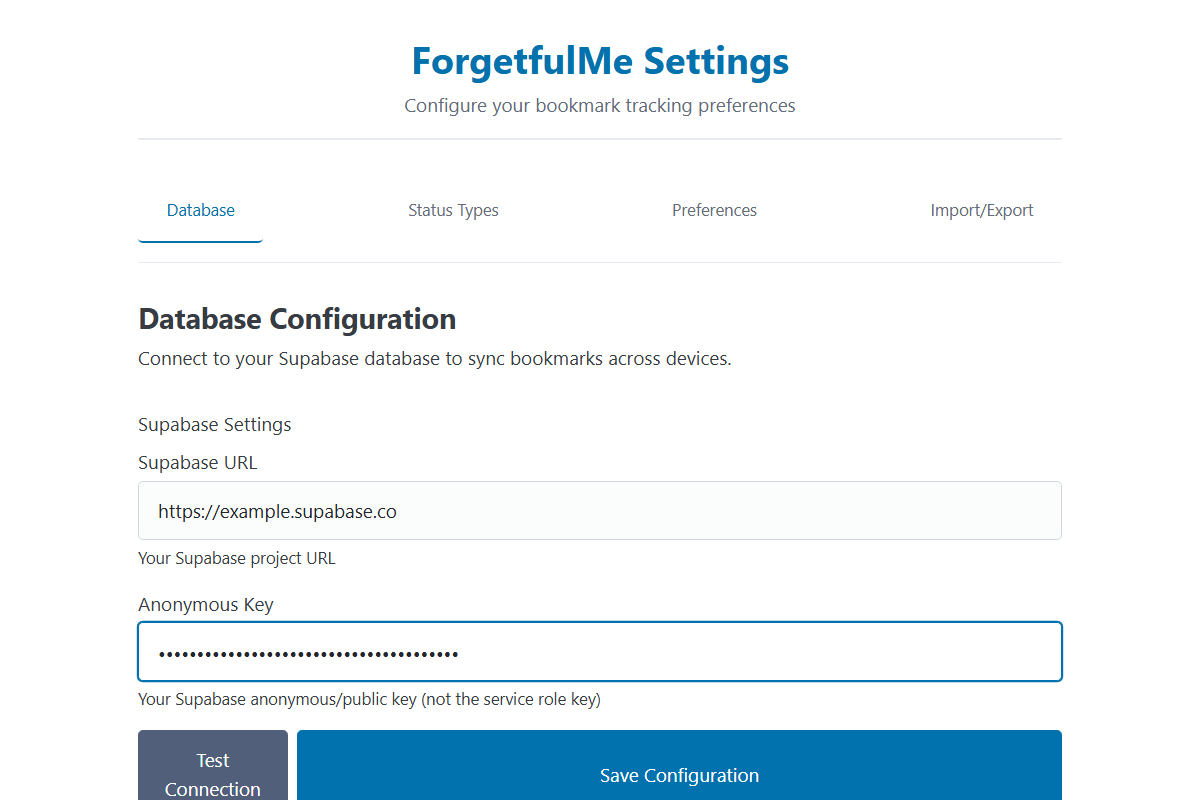 ForgetfulMe Settings
Configure your bookmark tracking preferences
Database
Status Types
Preferences
Import/Export
Database Configuration
Connect to your Supabase database to sync bookmarks across devices.
Supabase Settings
Supabase URL
https://example.supabase.co
Your Supabase project URL
Anonymous Key
•••••••••••••••••••••••••••••••••••••••
Your Supabase anonymous/public key (not the service role key)
Test
Connection
Save Configuration